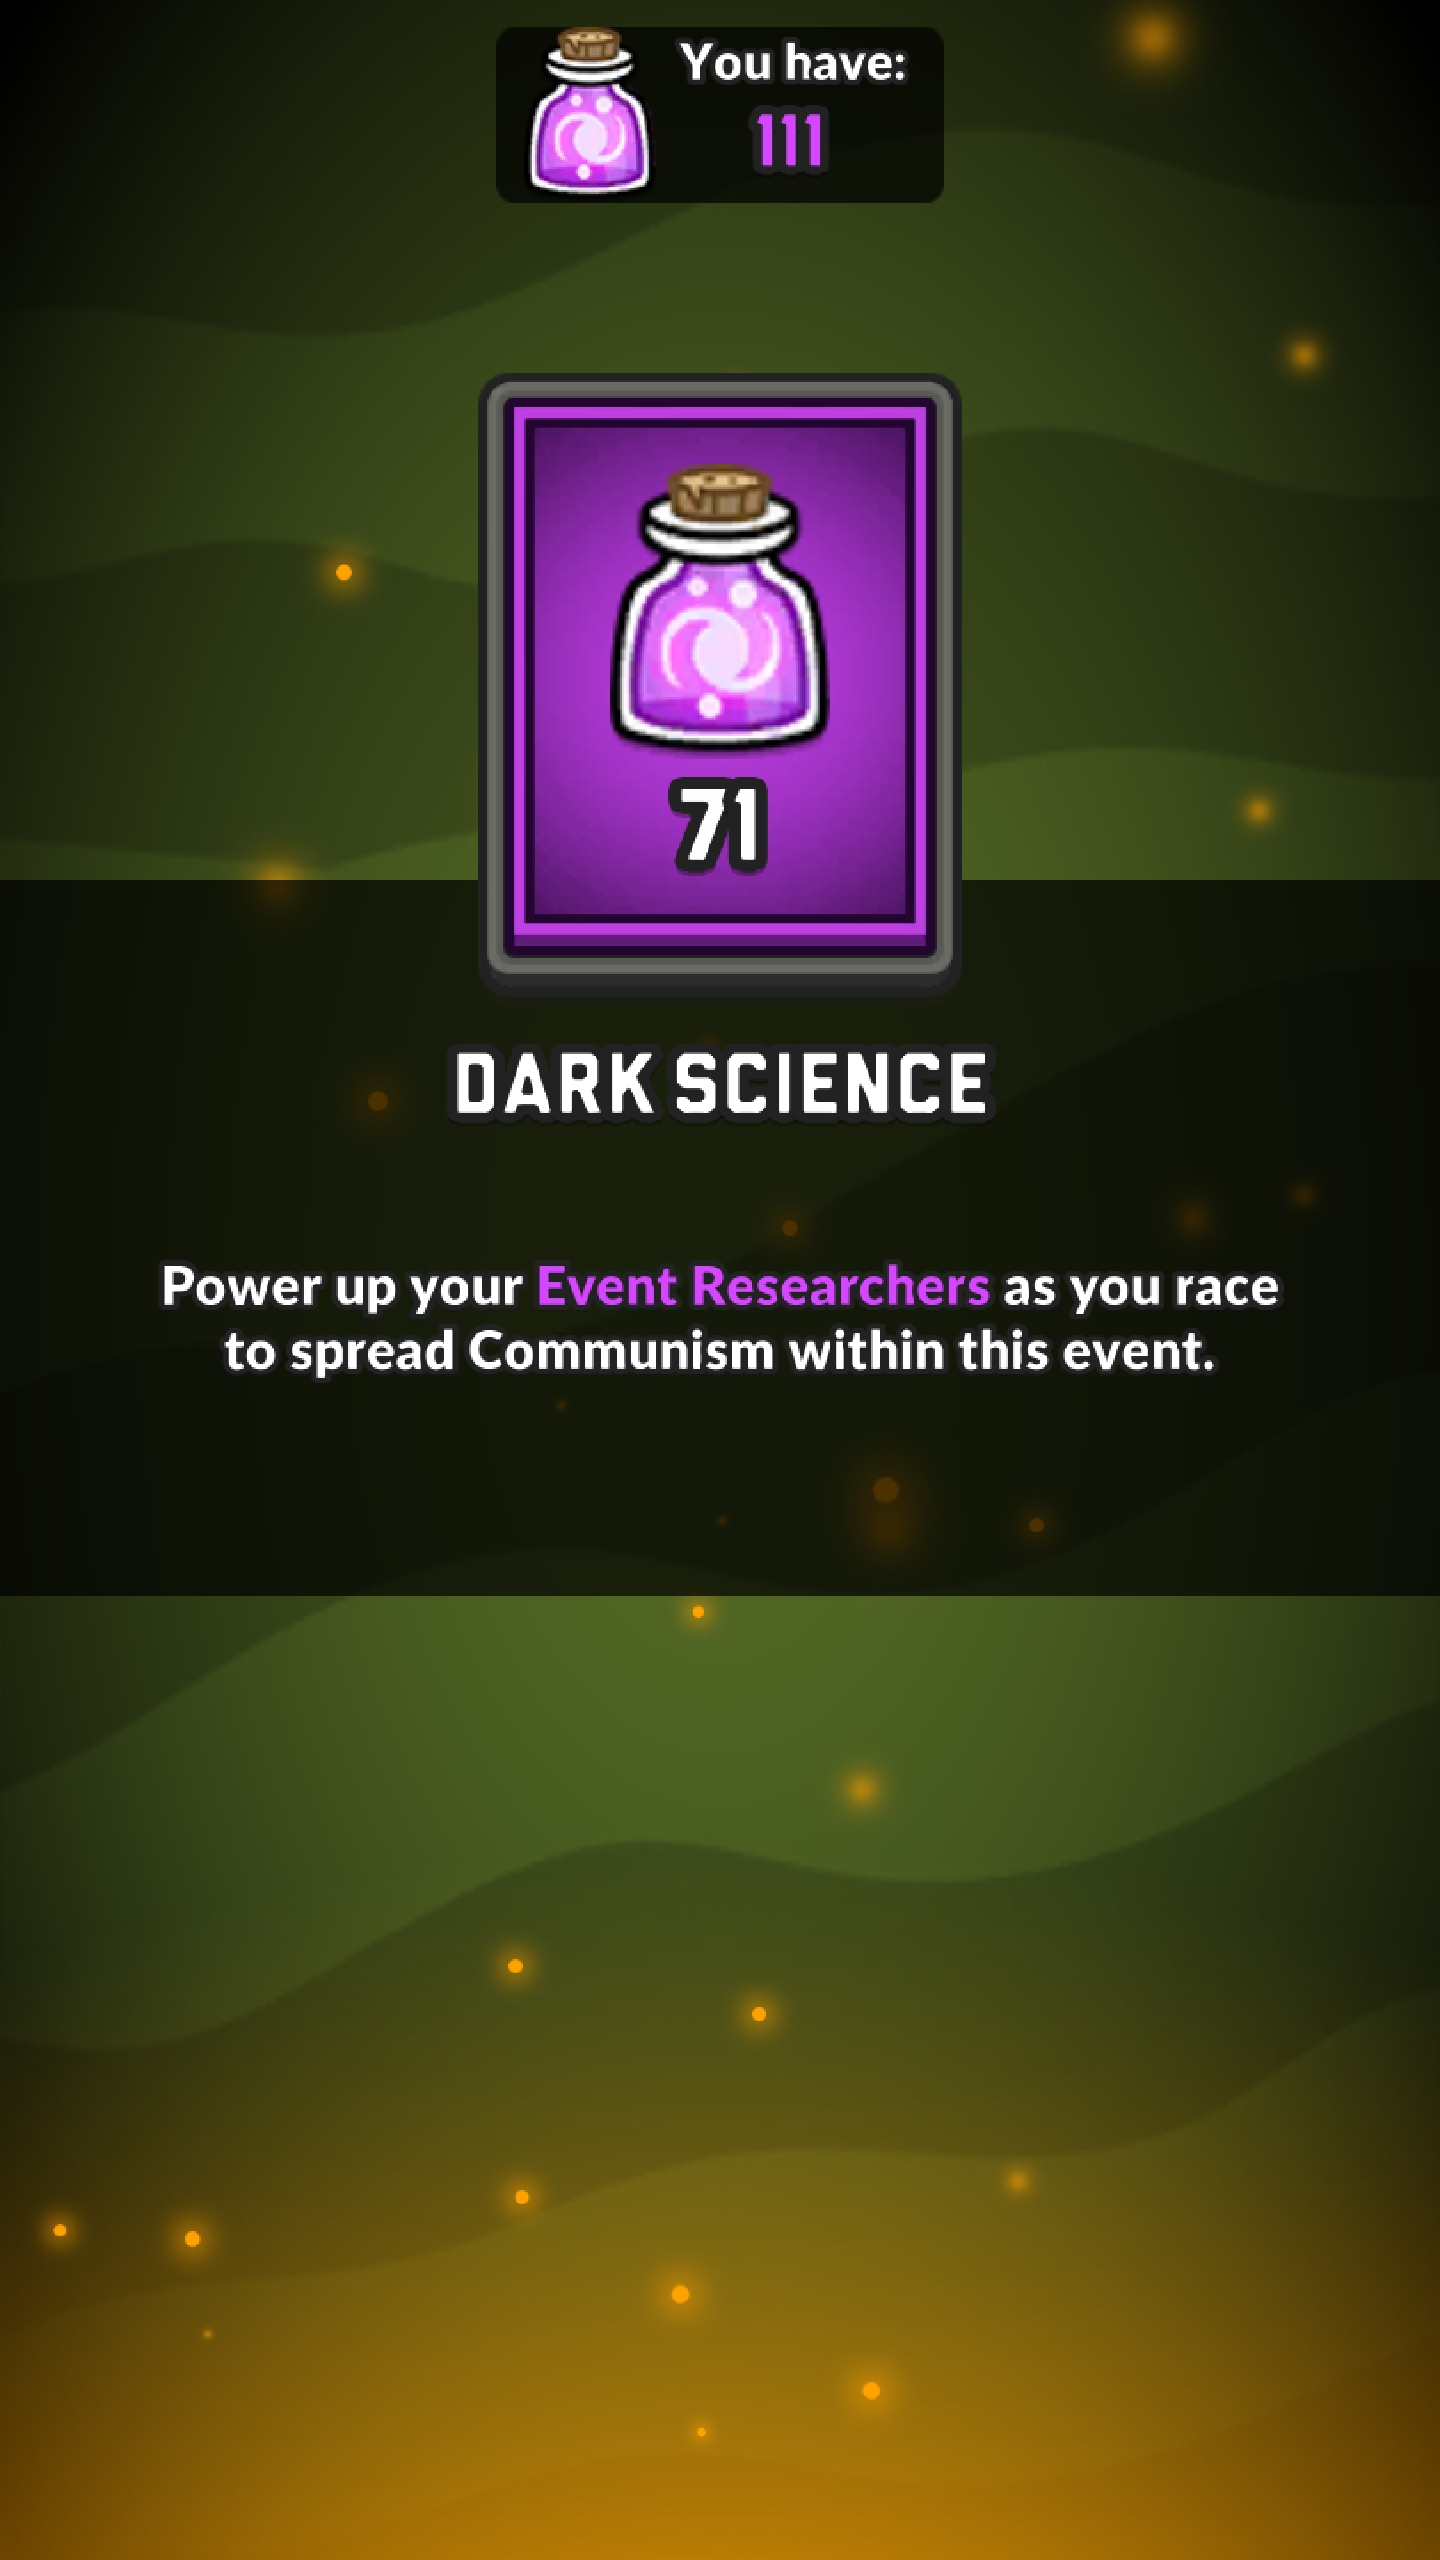 You have:
111
71
DARK SCIENCE
Power up your Event Researchers as you race
to spread Communism within this event.